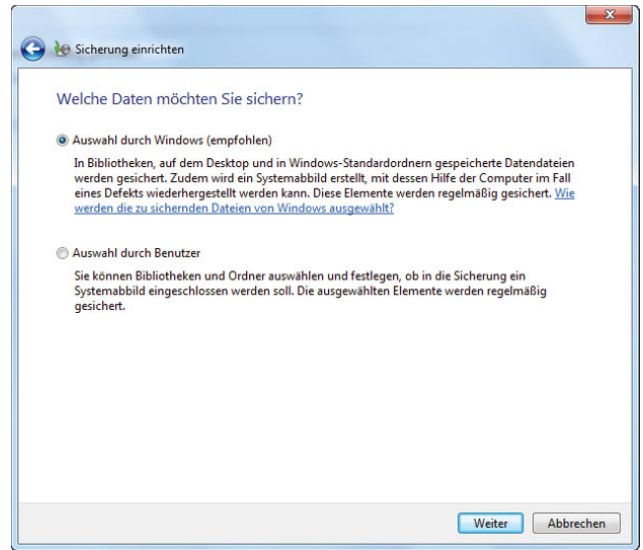 Sicherung einrichten
Welche Daten möchten Sie sichern?
Auswahl durch Windows (empfohlen)
In Bibliotheken, auf dem Desktop und in Windows-Standardordnern gespeicherte Datendateien
werden gesichert. Zudem wird ein Systemabbild erstellt, mit dessen Hilfe der Computer im Fall
eines Defekts wiederhergestellt werden kann. Diese Elemente werden regelmäßig gesichert. Wie
werden die zu sichernden Dateien von Windows ausgewählt?
Auswahl durch Benutzer
Sie können Bibliotheken und Ordner auswählen und festlegen, ob in die Sicherung ein
Systemabbild eingeschlossen werden soll. Die ausgewählten Elemente werden regelmäßig
gesichert.
Weiter Abbrechen